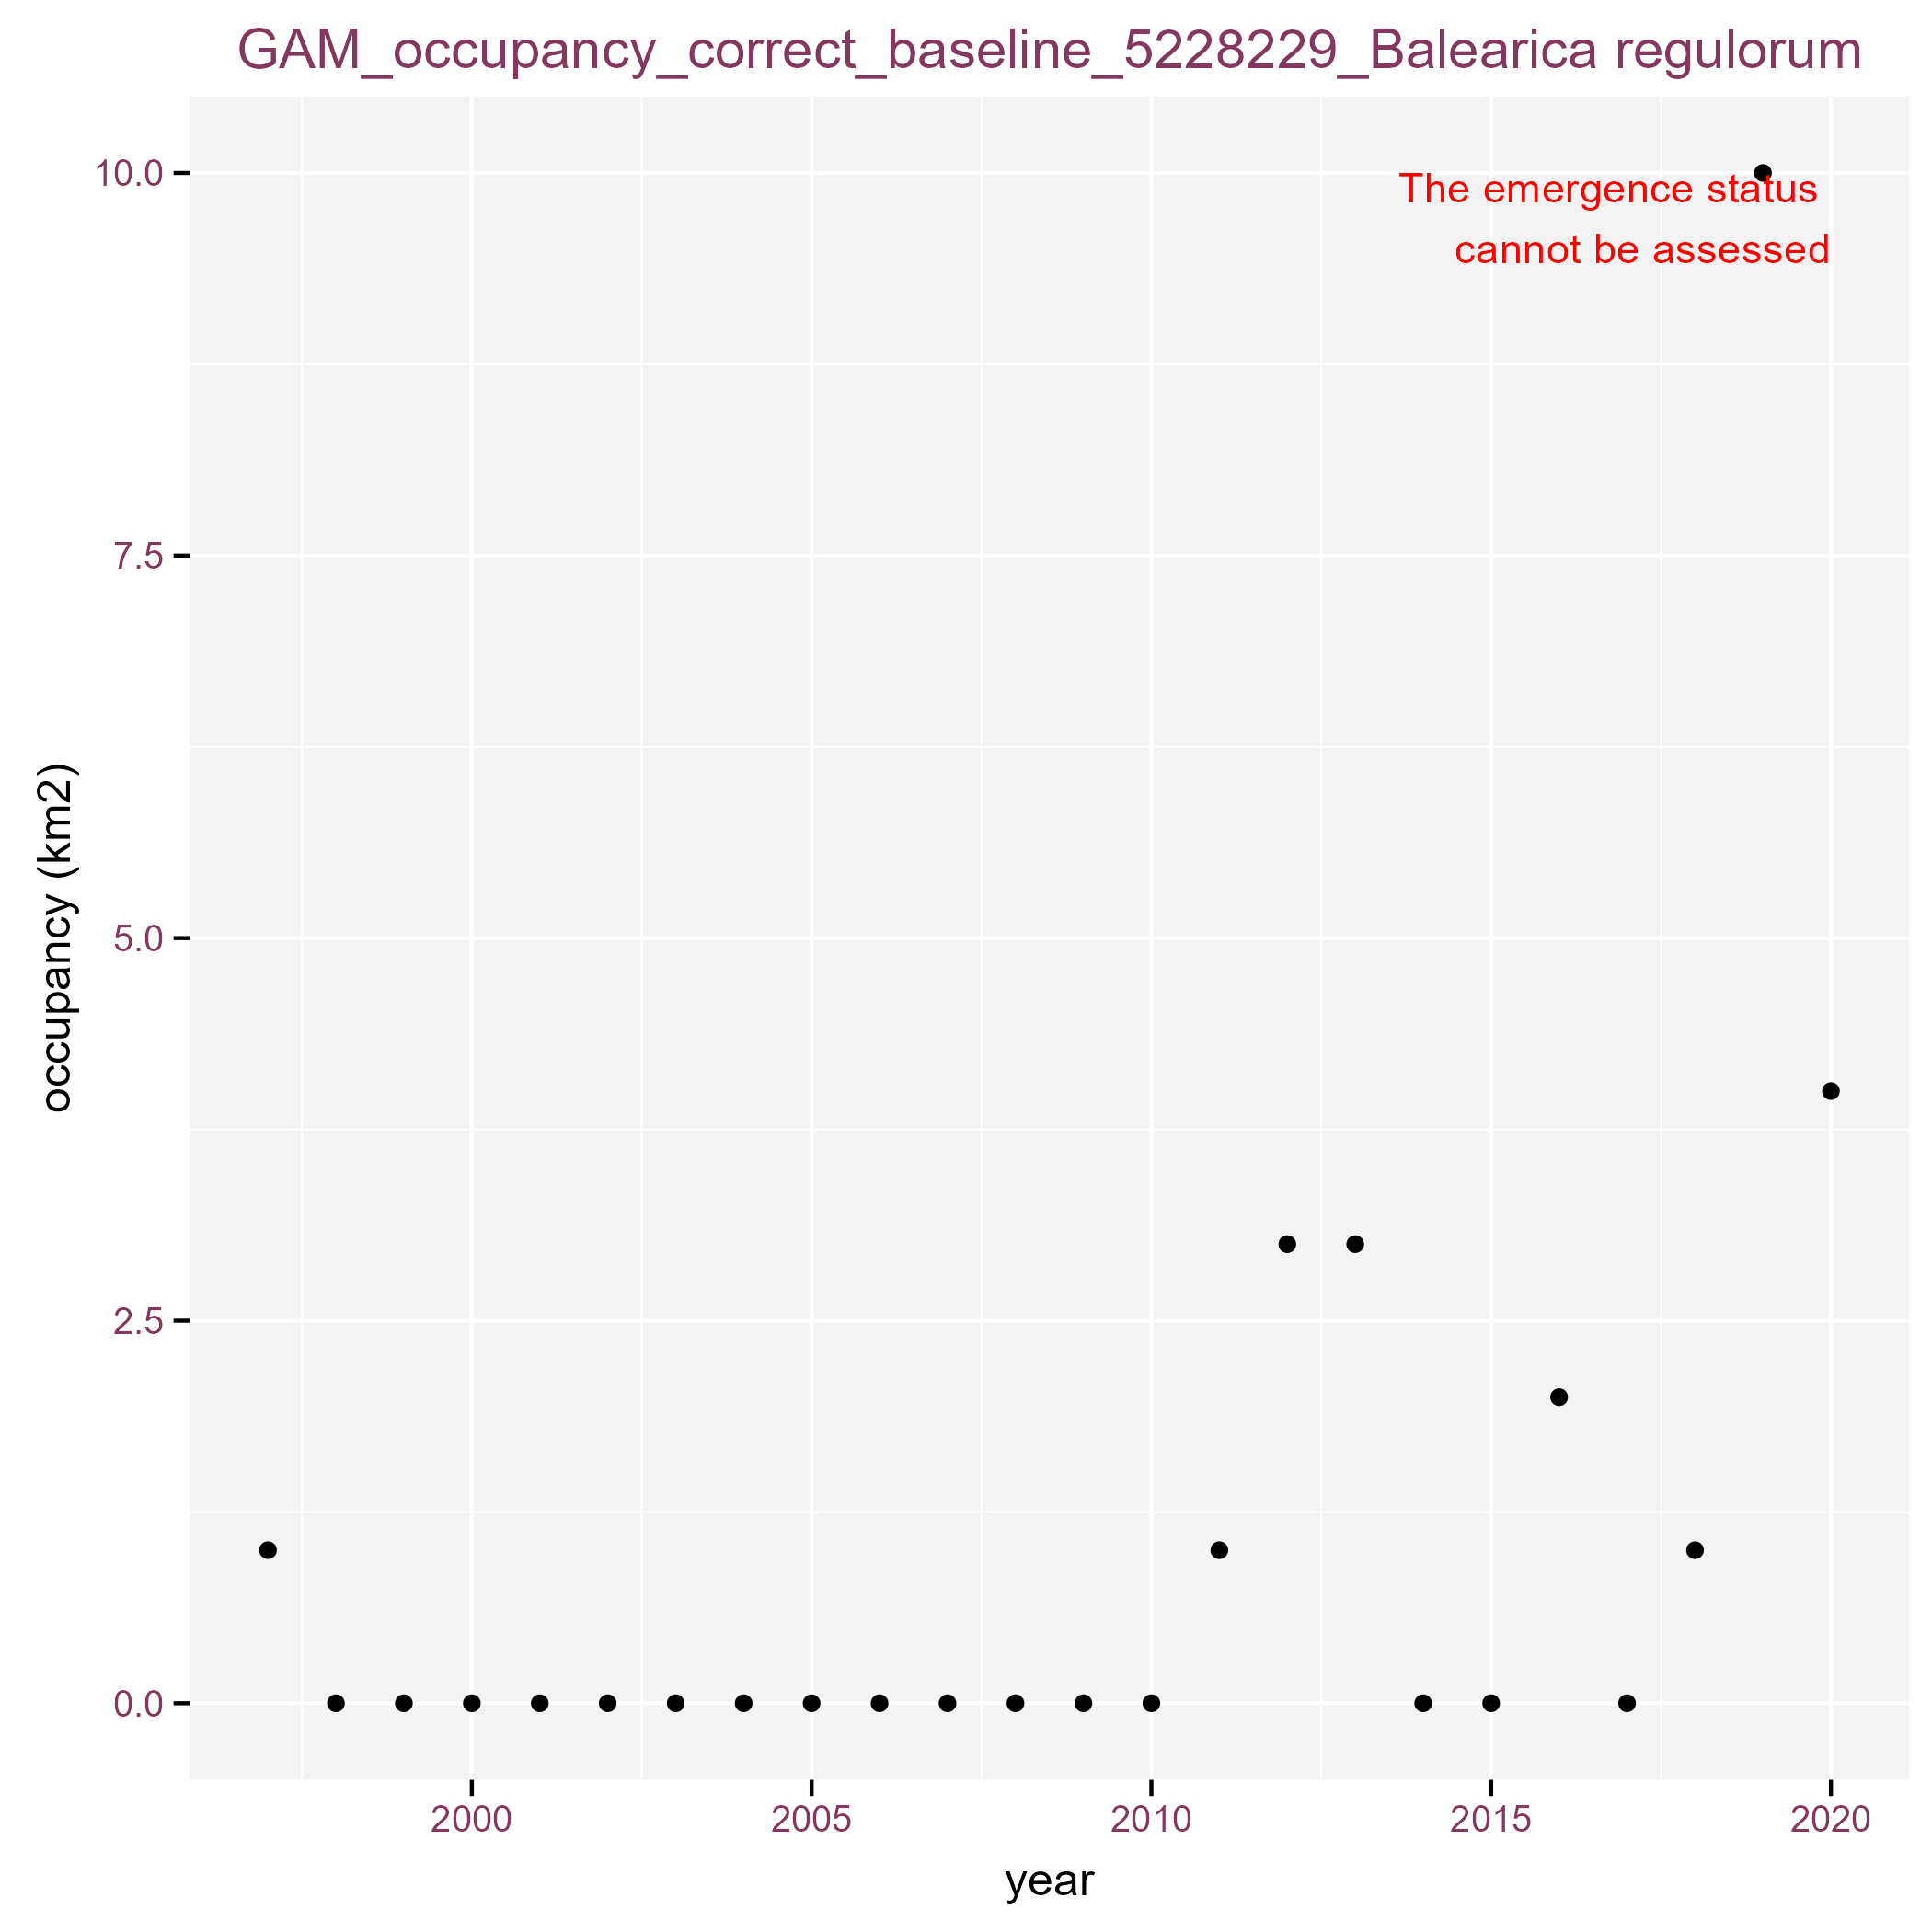 GAM_occupancy_correct_baseline_5228229_Balearica regulorum
10.0
The emergence status
cannot be assessed
7.5
5.0
2.5
0.0
occupancy (km2)
2000 2005 2010 2015 2020
year